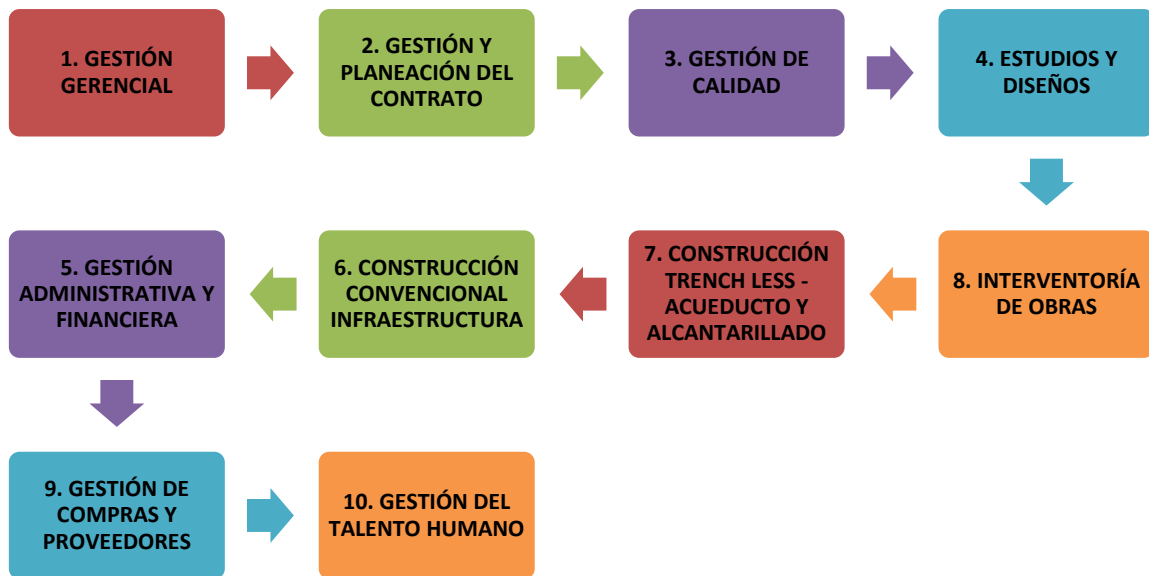 1. GESTIÓN
GERENCIAL
2. GESTIÓN Y
PLANEACIÓN DEL
CONTRATO
3. GESTIÓN DE
CALIDAD
4. ESTUDIOS Y
DISEÑOS
5. GESTIÓN
ADMINISTRATIVA Y
FINANCIERA
6. CONSTRUCCIÓN
CONVENCIONAL
INFRAESTRUCTURA
7. CONSTRUCCIÓN
TRENCH LESS -
ACUEDUCTO Y
ALCANTARILLADO
8. INTERVENTORÍA
DE OBRAS
9. GESTIÓN DE
COMPRAS Y
PROVEEDORES
10. GESTIÓN DEL
TALENTO HUMANO